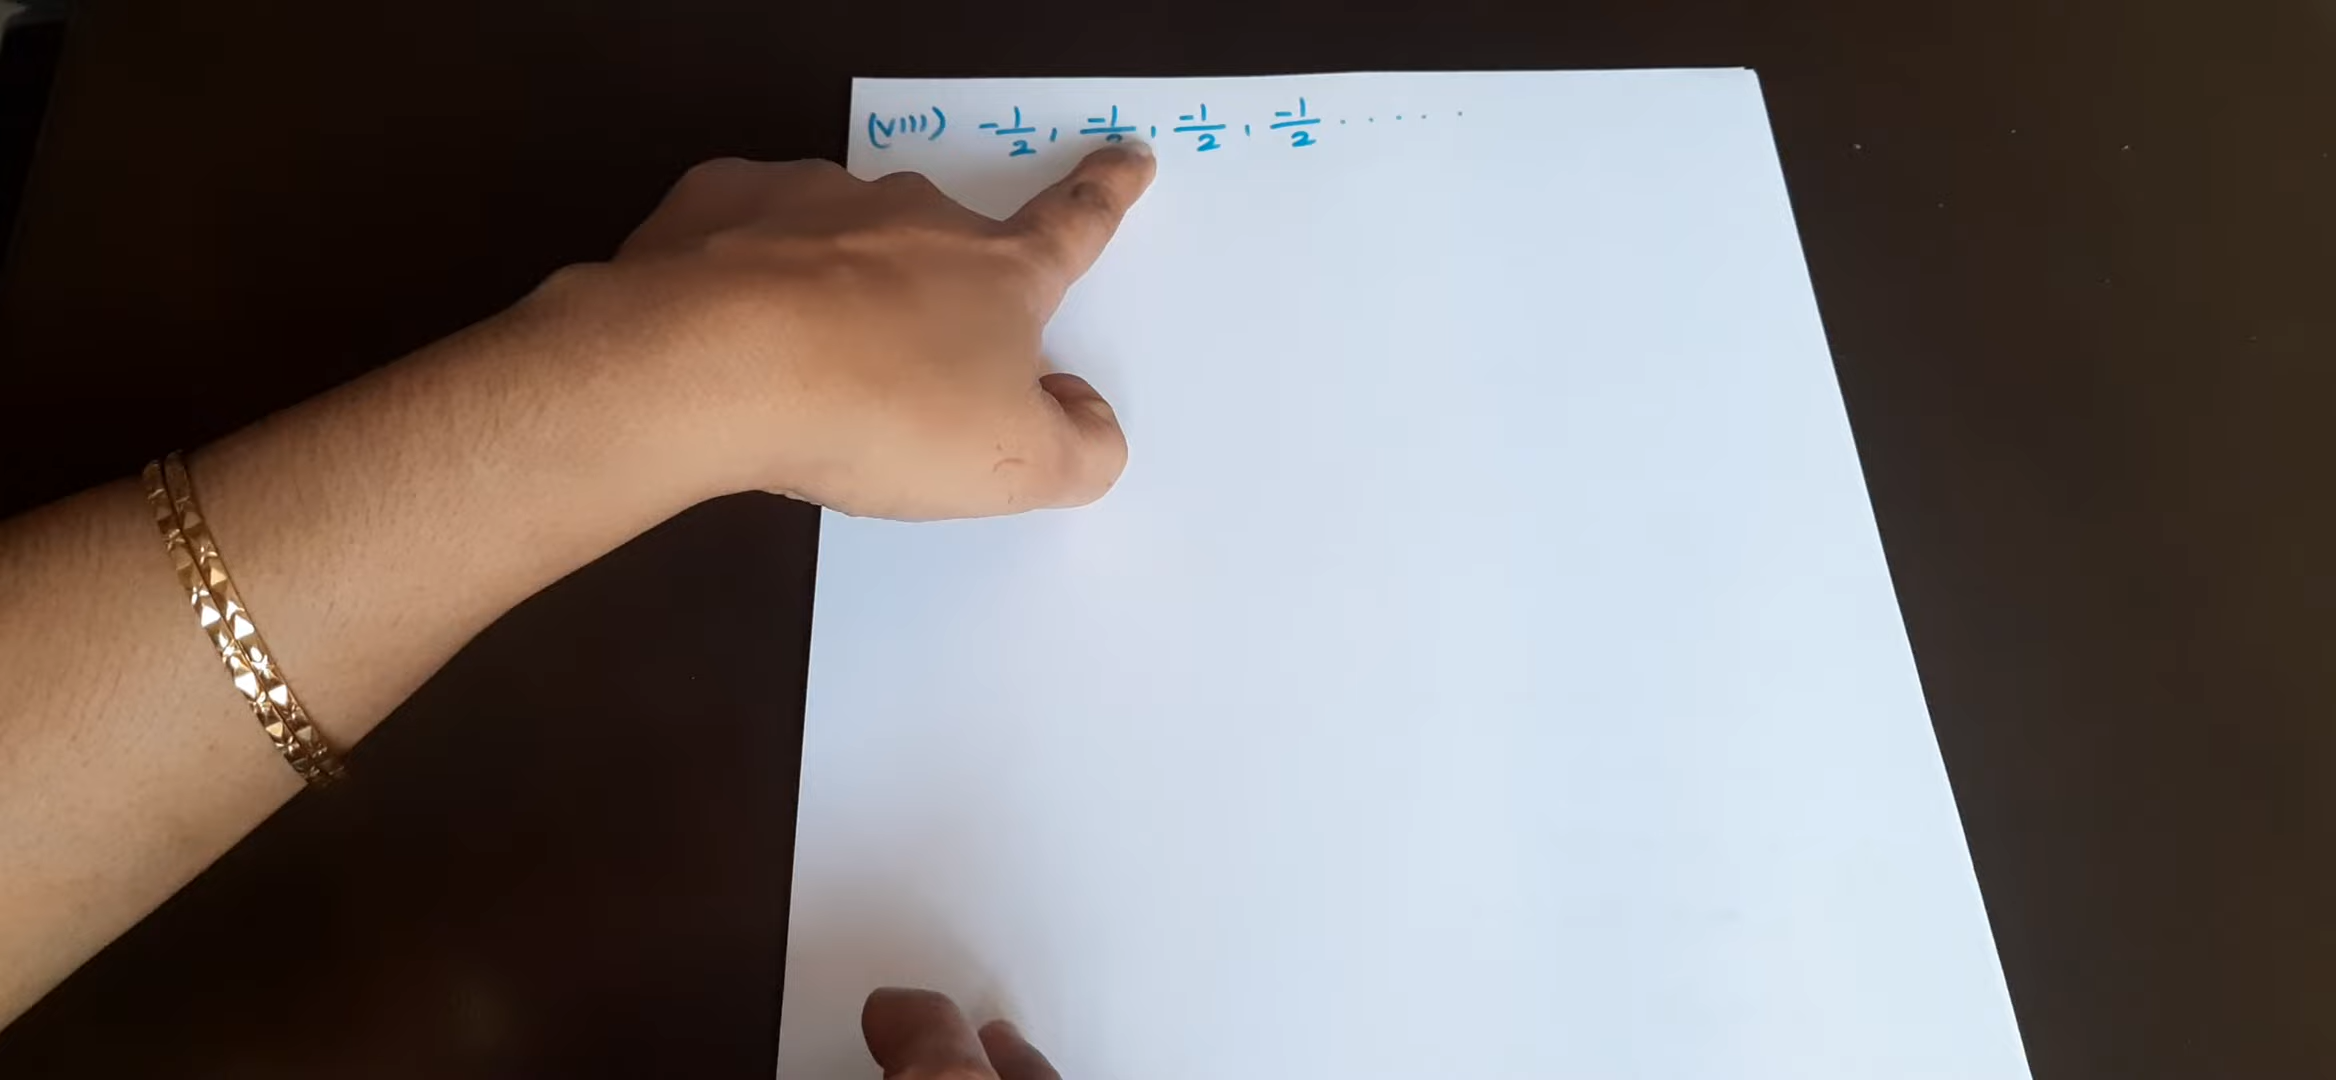 (viii) -1/2, -1/2, -1/2, -1/2 .....